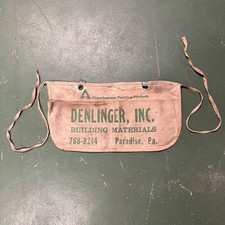 DENLINGER, INC.
BUILDING MATERIALS
768-8244 Paradise, Pa.